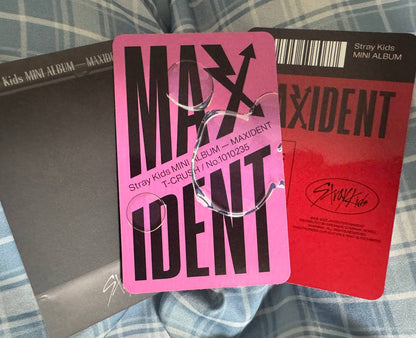 Kids MINI ALBUM — MAXIDENT
MAX
Stray Kids MINI ALBUM — MAXIDENT
T-CRUSH / No.1010235
IDENT
Stray Kids
MINI ALBUM
MAXIDENT
Stray Kids